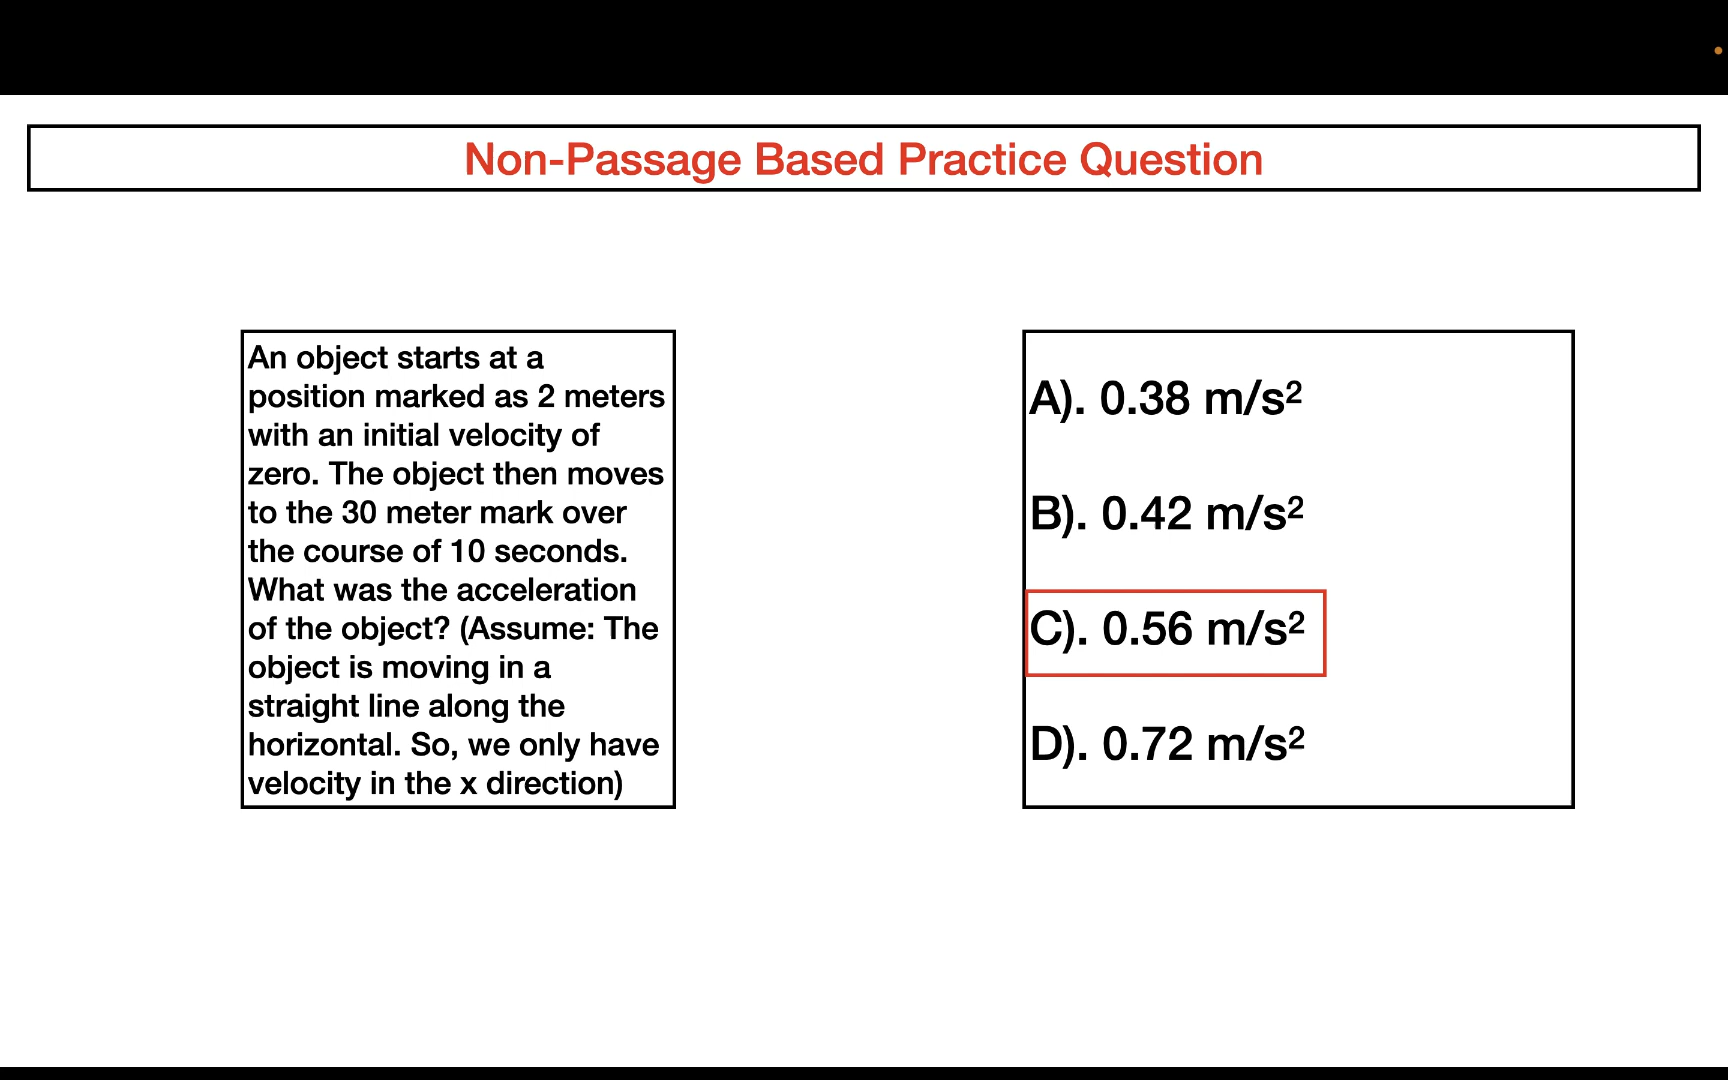 Non-Passage Based Practice Question
An object starts at a
position marked as 2 meters
with an initial velocity of
zero. The object then moves
to the 30 meter mark over
the course of 10 seconds.
What was the acceleration
of the object? (Assume: The
object is moving in a
straight line along the
horizontal. So, we only have
velocity in the x direction)
A). 0.38 m/s²
B). 0.42 m/s²
C). 0.56 m/s²
D). 0.72 m/s²